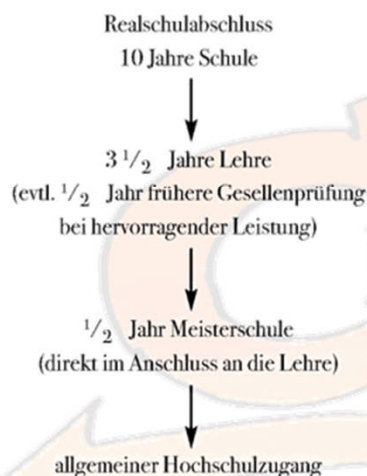 Realschulabschluss
10 Jahre Schule
3 1/2 Jahre Lehre
(evtl. 1/2 Jahr frühere Gesellenprüfung
bei hervorragender Leistung)
1/2 Jahr Meisterschule
(direkt im Anschluss an die Lehre)
allgemeiner Hochschulzugang